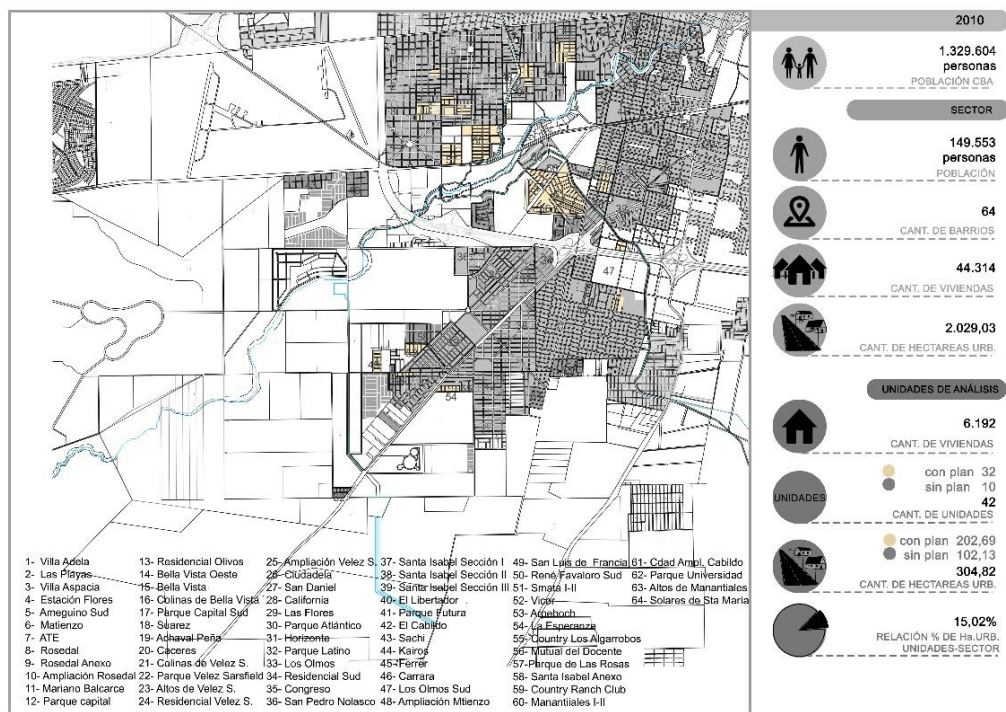 36
47
54
1- Villa Adela
2- Las Playas
3- Villa Aspacia
4- Estación Flores
5- Ameguino Sud
6- Matienzo
7- ATE
8- Rosedal
9- Rosedal Anexo
10- Ampliación Rosedal
11- Mariano Balcarce
12- Parque capital
13- Residencial Olivos
14- Bella Vista Oeste
15- Bella Vista
16- Colinas de Bella Vista
17- Parque Capital Sud
18- Suarez
19- Achaval Peña
20- Caceres
21- Colinas de Velez S.
22- Parque Velez Sarsfield
23- Altos de Velez S.
24- Residencial Velez S.
25- Ampliación Velez S.
26- Ciudadela
27- San Daniel
28- California
29- Las Flores
30- Parque Atlántico
31- Horizonte
32- Parque Latino
33- Los Olmos
34- Residencial Sud
35- Congreso
36- San Pedro Nolasco
37- Santa Isabel Sección I
38- Santa Isabel Sección II
39- Santa Isabel Sección III
40- El Libertador
41- Parque Futura
42- El Cabildo
43- Sachi
44- Kairos
45- Ferrer
46- Carrara
47- Los Olmos Sud
48- Ampliación Mtienzo
49- San Luis de Francia
50- René Favaloro Sud
51- Smata I-II
52- Vicor
53- Ameboch
54- La Esperanza
55- Country Los Algarrobos
56- Mutual del Docente
57- Parque de Las Rosas
58- Santa Isabel Anexo
59- Country Ranch Club
60- Manantiiales I-II
61- Cdad Ampl. Cabildo
62- Parque Universidad
63- Altos de Manantiales
64- Solares de Sta Maria
2010
1.329.604
personas
POBLACIÓN CBA
SECTOR
149.553
personas
POBLACIÓN
64
CANT. DE BARRIOS
44.314
CANT. DE VIVIENDAS
2.029,03
CANT. DE HECTAREAS URB.
UNIDADES DE ANÁLISIS
6.192
CANT. DE VIVIENDAS
UNIDADES
con plan 32
sin plan 10
42
CANT. DE UNIDADES
con plan 202,69
sin plan 102,13
304,82
CANT. DE HECTAREAS URB.
15,02%
RELACIÓN % DE Ha.URB.
UNIDADES-SECTOR